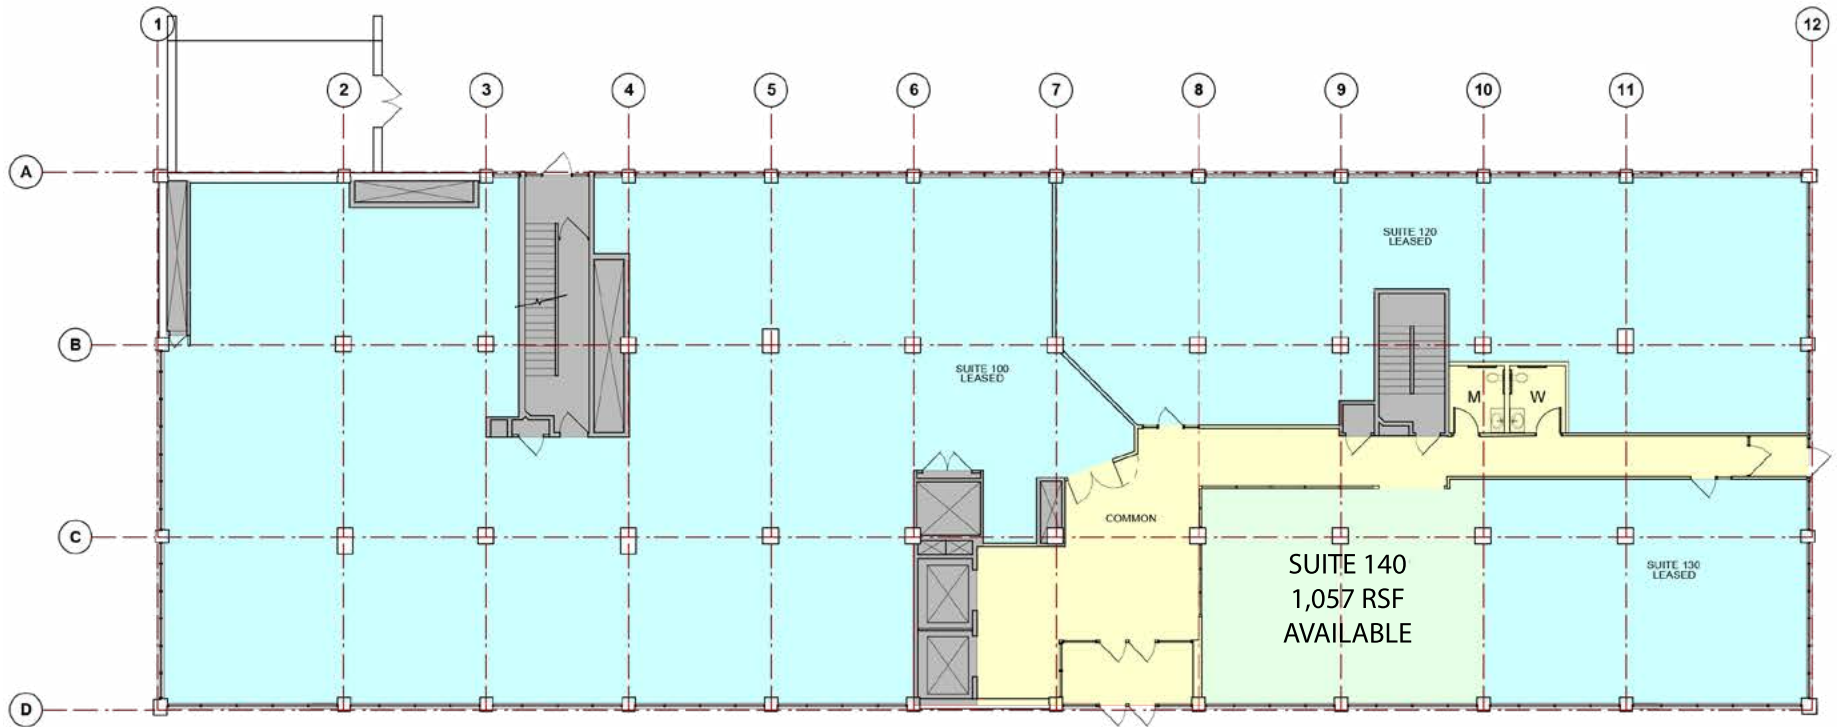 1
12
2
3
4
5
6
7
8
9
10
11
A
SUITE 120
LEASED
B
SUITE 100
LEASED
M
W
COMMON
C
SUITE 140
1,057 RSF
AVAILABLE
SUITE 130
LEASED
D